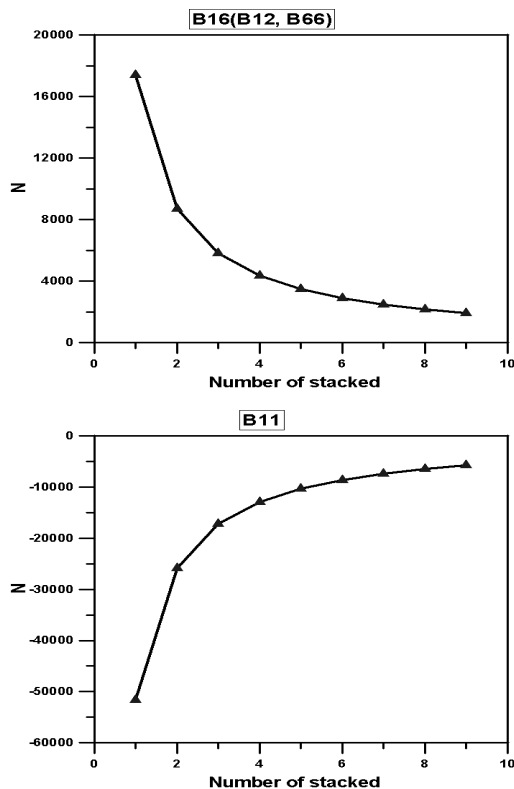 B16(B12, B66)
20000
16000
12000
8000
4000
0
N
0 2 4 6 8 10
Number of stacked
B11
0
-10000
-20000
-30000
-40000
-50000
-60000
N
0 2 4 6 8 10
Number of stacked